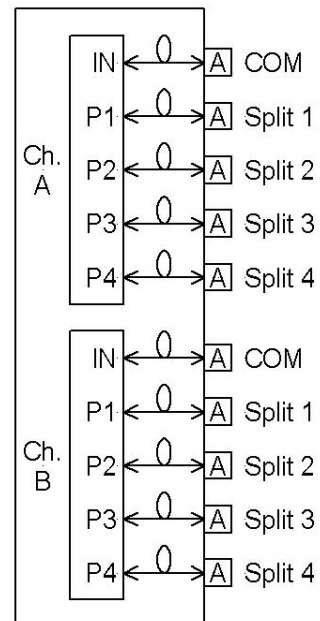 IN A COM
P1 A Split 1
Ch. A
P2 A Split 2
P3 A Split 3
P4 A Split 4
IN A COM
P1 A Split 1
Ch. B
P2 A Split 2
P3 A Split 3
P4 A Split 4